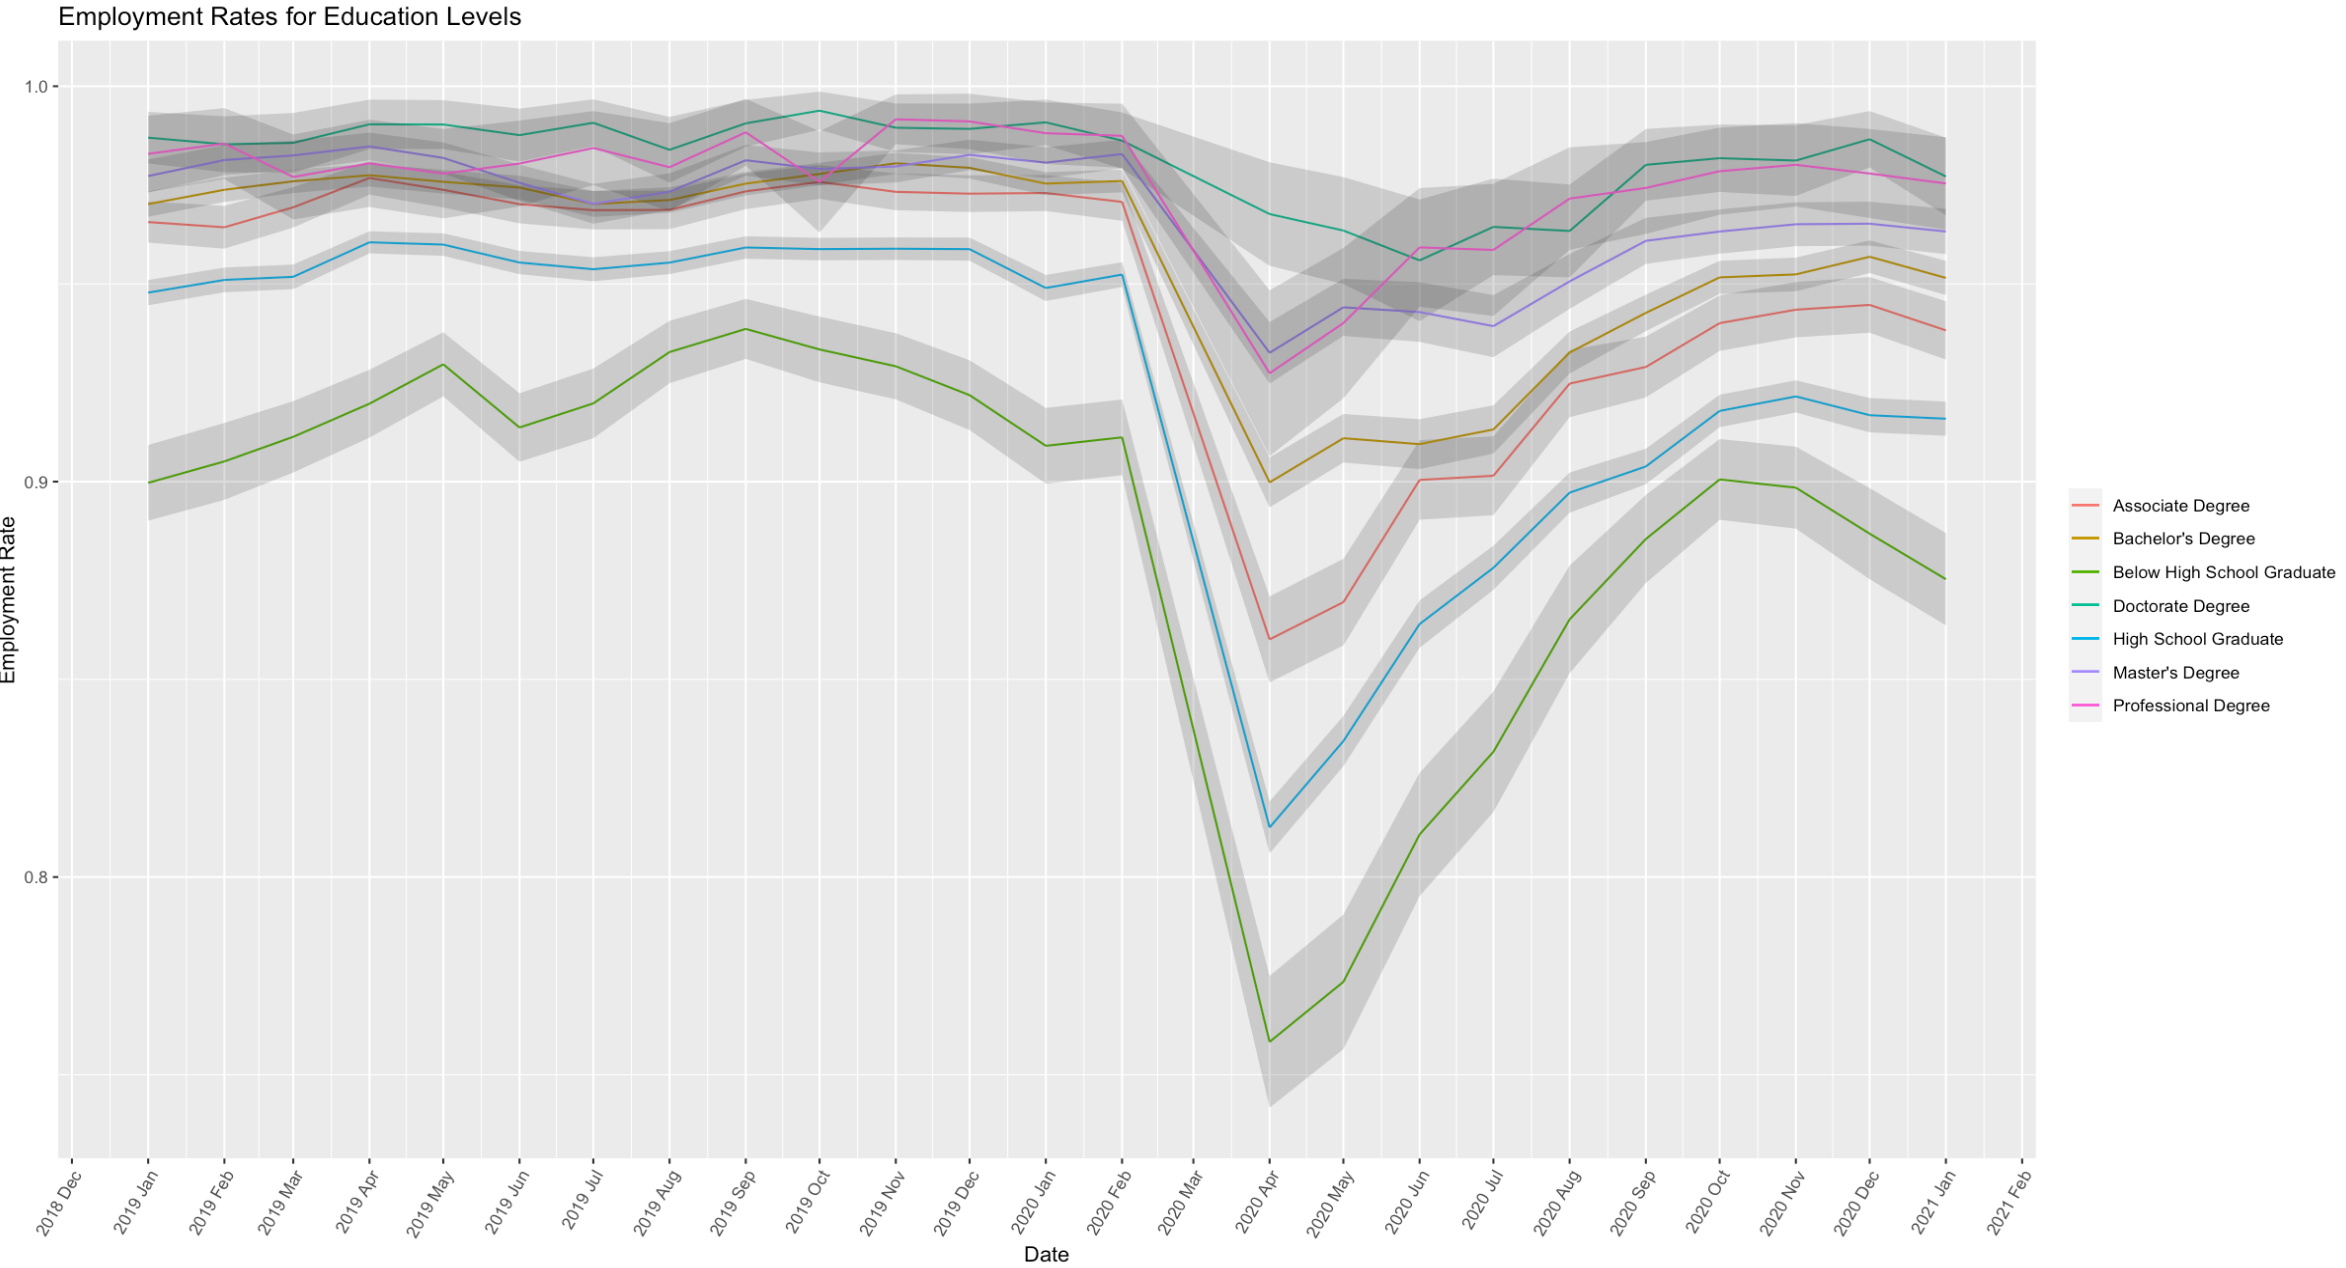 Employment Rates for Education Levels
1.0
0.9
0.8
Employment Rate
2018 Dec
2019 Jan
2019 Feb
2019 Mar
2019 Apr
2019 May
2019 Jun
2019 Jul
2019 Aug
2019 Sep
2019 Oct
2019 Nov
2019 Dec
2020 Jan
2020 Feb
2020 Mar
2020 Apr
2020 May
2020 Jun
2020 Jul
2020 Aug
2020 Sep
2020 Oct
2020 Nov
2020 Dec
2021 Jan
2021 Feb
Date
Associate Degree
Bachelor's Degree
Below High School Graduate
Doctorate Degree
High School Graduate
Master's Degree
Professional Degree